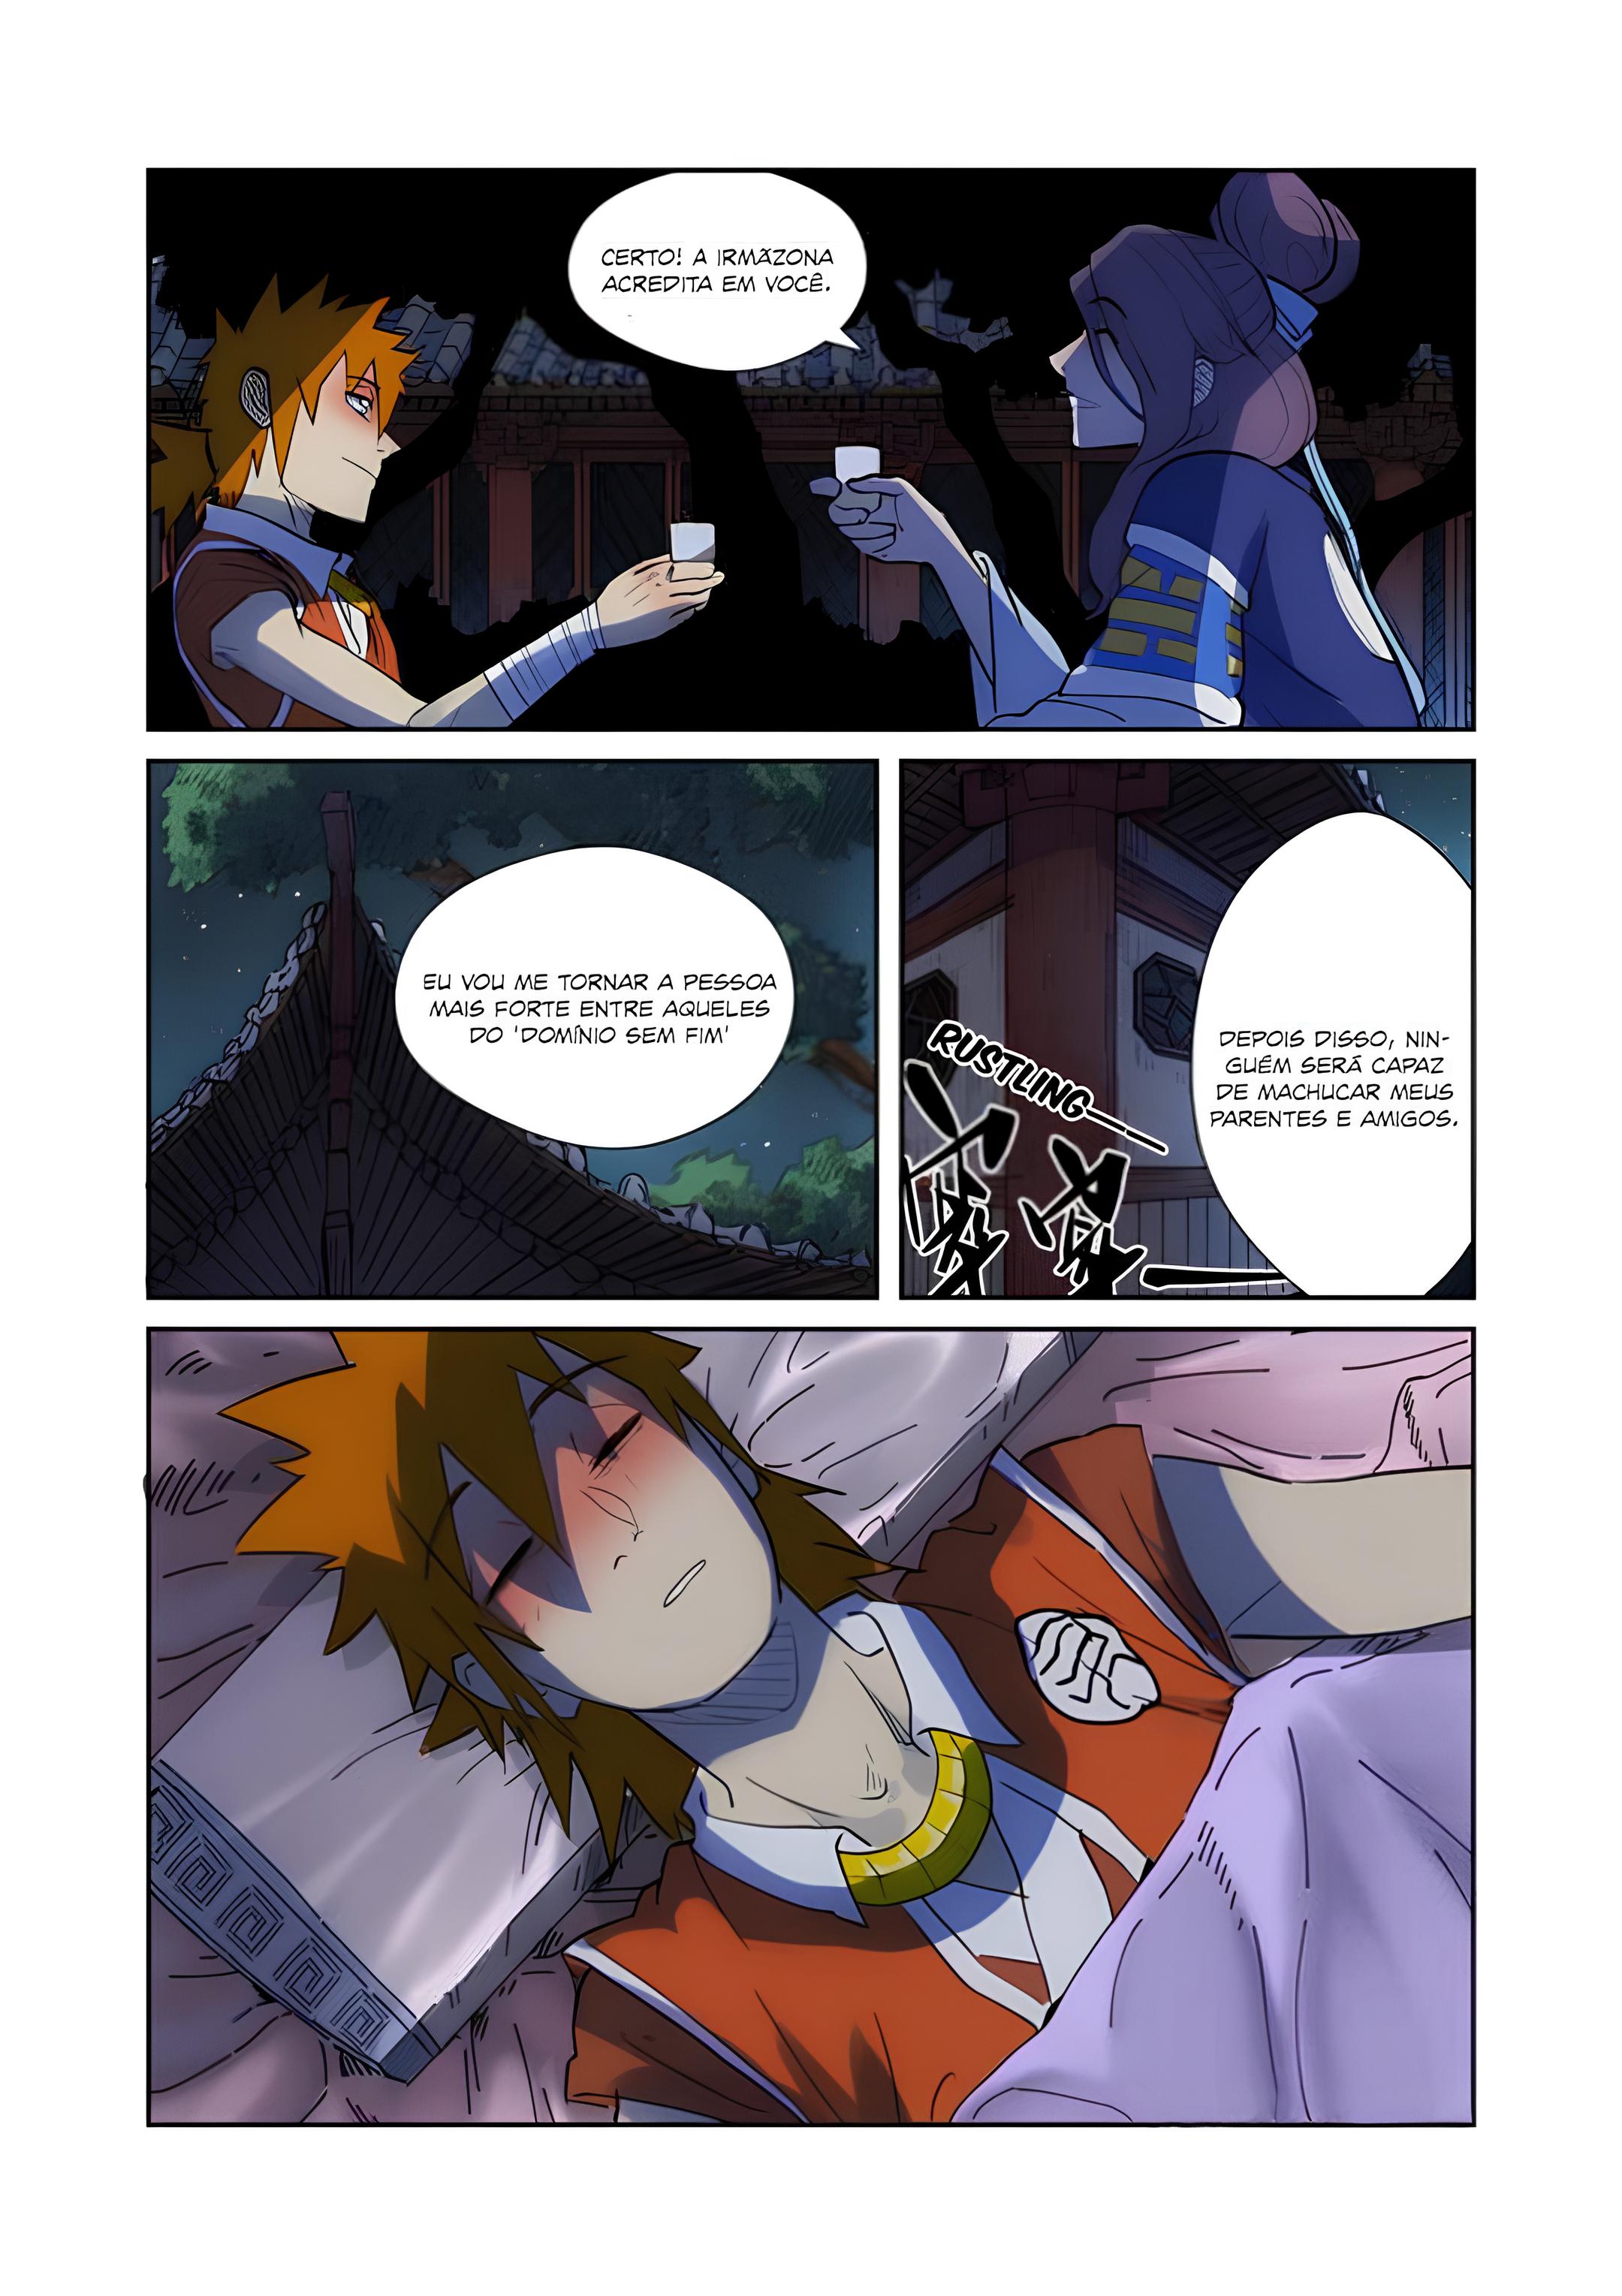 CERTO! A IRMÃZONA
ACREDITA EM VOCÊ.
EU VOU ME TORNAR A PESSOA
MAIS FORTE ENTRE AQUELES
DO 'DOMÍNIO SEM FIM'
DEPOIS DISSO, NIN-
GUÉM SERÁ CAPAZ
DE MACHUCAR MEUS
PARENTES E AMIGOS.
RUSTLING——